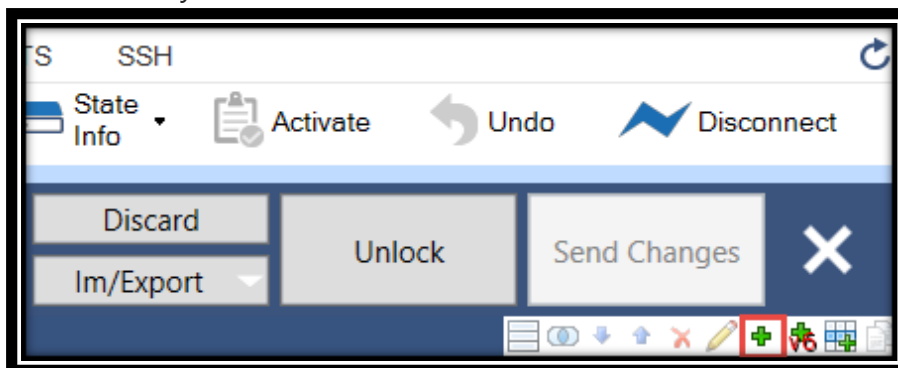 TS SSH
State Info Activate Undo Disconnect
Discard
Unlock Send Changes
Im/Export
V6